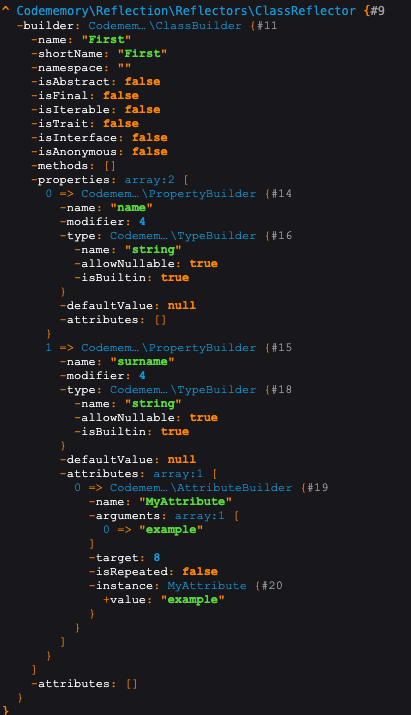 ^ Codememory\Reflection\Reflectors\ClassReflector {#9
-builder: Codemem…\ClassBuilder {#11
-name: "First"
-shortName: "First"
-namespace: ""
-isAbstract: false
-isFinal: false
-isIterable: false
-isTrait: false
-isInterface: false
-isAnonymous: false
-methods: []
-properties: array:2 [
0 => Codemem…\PropertyBuilder {#14
-name: "name"
-modifier: 4
-type: Codemem…\TypeBuilder {#16
-name: "string"
-allowNullable: true
-isBuiltin: true
}
-defaultValue: null
-attributes: []
}
1 => Codemem…\PropertyBuilder {#15
-name: "surname"
-modifier: 4
-type: Codemem…\TypeBuilder {#18
-name: "string"
-allowNullable: true
-isBuiltin: true
}
-defaultValue: null
-attributes: array:1 [
0 => Codemem…\AttributeBuilder {#19
-name: "MyAttribute"
-arguments: array:1 [
0 => "example"
]
-target: 8
-isRepeated: false
-instance: MyAttribute {#20
+value: "example"
}
}
]
}
]
-attributes: []
}
}